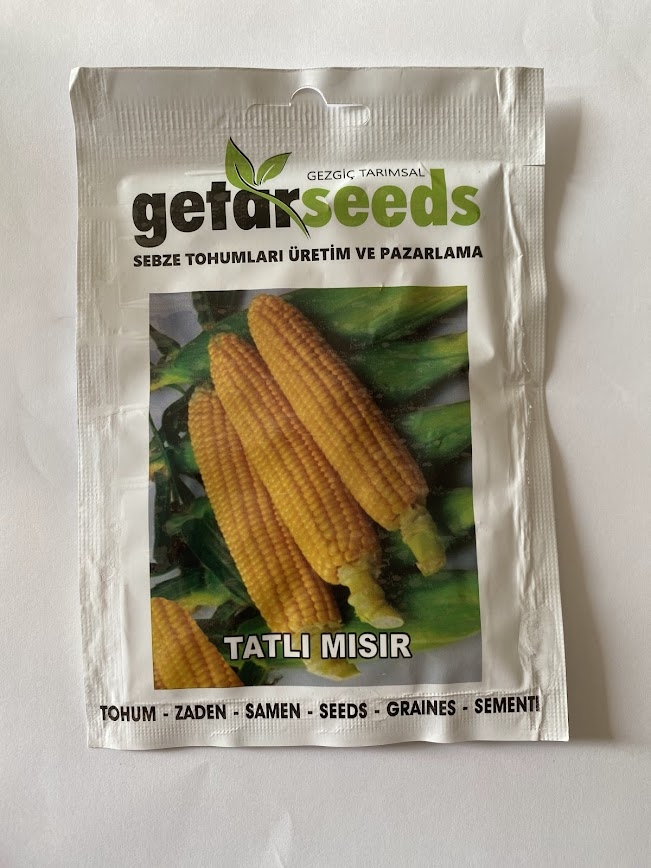 GEZGİÇ TARIMSAL
getarseeds
SEBZE TOHUMLARI ÜRETİM VE PAZARLAMA
TATLI MISIR
TOHUM - ZADEN - SAMEN - SEEDS - GRAINES - SEMENTI